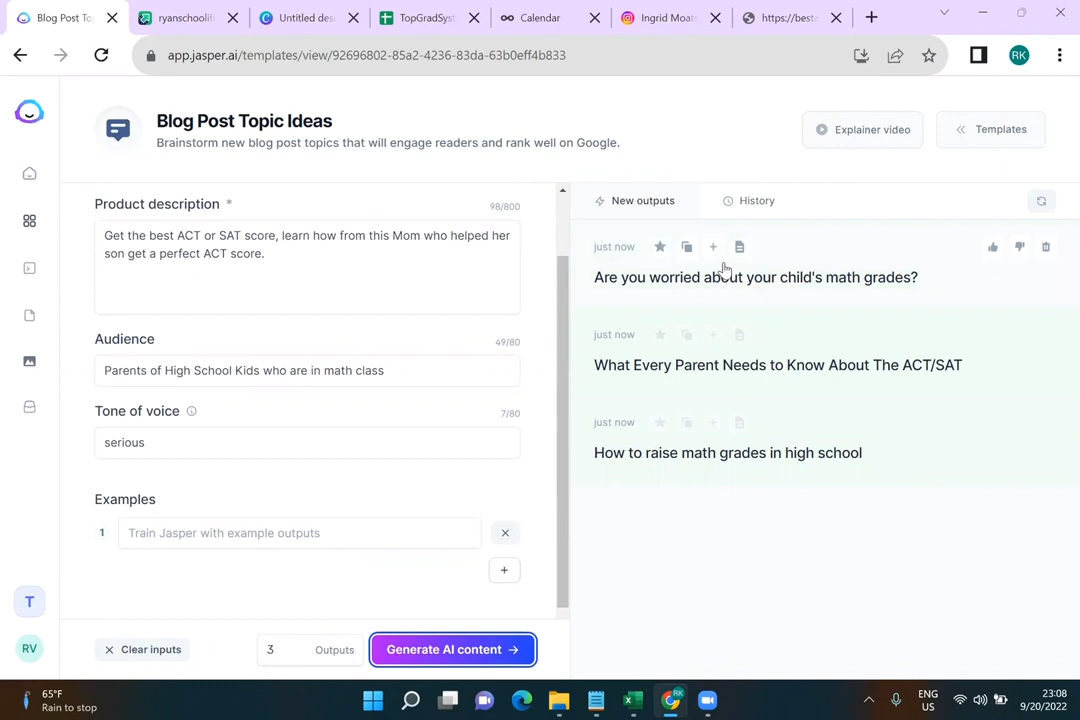 Blog Post To
ryanschoolifi
Untitled des
TopGradSyst
Calendar
Ingrid Moats
https://besta
app.jasper.ai/templates/view/92696802-85a2-4236-83da-63b0eff4b833
RK
Blog Post Topic Ideas
Brainstorm new blog post topics that will engage readers and rank well on Google.
Explainer video
Templates
Product description *
98/800
Get the best ACT or SAT score, learn how from this Mom who helped her
son get a perfect ACT score.
Audience
49/80
Parents of High School Kids who are in math class
Tone of voice
7/80
serious
Examples
1
Train Jasper with example outputs
Clear inputs
3
Outputs
Generate AI content
New outputs
History
just now
Are you worried about your child's math grades?
just now
What Every Parent Needs to Know About The ACT/SAT
just now
How to raise math grades in high school
T
RV
65°F
Rain to stop
RK
ENG
US
23:08
9/20/2022